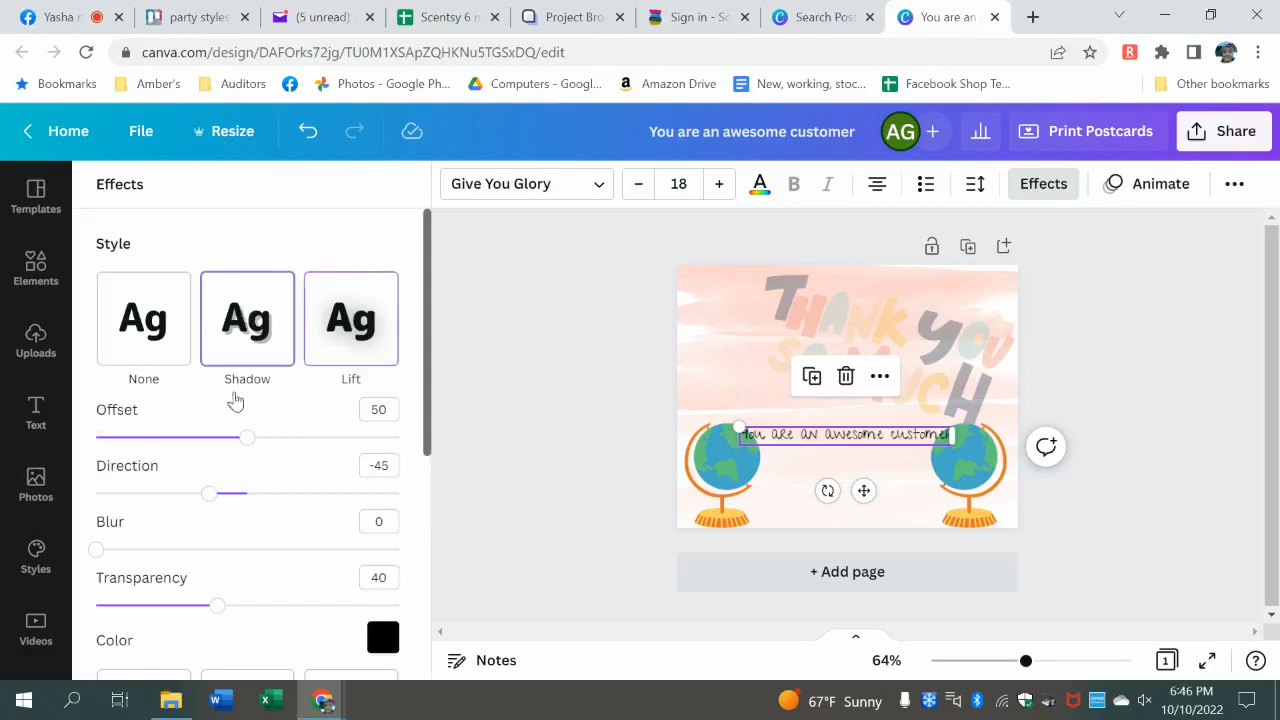 Yasha n
party styles a
(5 unread)
Scentsy 6 m
Project Bro
Sign in - Sc
Search Post
You are an
canva.com/design/DAFOrks72jg/TU0M1XSApZQHKNu5TGSxDQ/edit
Bookmarks
Amber's
Auditors
Photos - Google Ph...
Computers - Googl...
Amazon Drive
New, working, stoc...
Facebook Shop Te...
Other bookmarks
Home
File
Resize
You are an awesome customer
AG
Print Postcards
Share
Templates
Elements
Uploads
Text
Photos
Styles
Videos
Effects
Give You Glory
18
A
B
I
Effects
Animate
Style
Ag
Ag
Ag
None
Shadow
Lift
Offset
50
Direction
-45
Blur
0
Transparency
40
Color
THANK YOU
SO MUCH
You are an awesome customer
+ Add page
Notes
64%
1
67°F Sunny
6:46 PM
10/10/2022